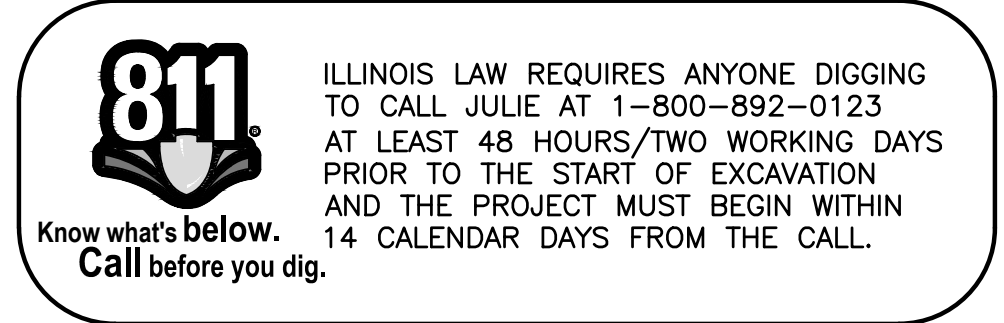 811®
Know what's below.
Call before you dig.
ILLINOIS LAW REQUIRES ANYONE DIGGING
TO CALL JULIE AT 1-800-892-0123
AT LEAST 48 HOURS/TWO WORKING DAYS
PRIOR TO THE START OF EXCAVATION
AND THE PROJECT MUST BEGIN WITHIN
14 CALENDAR DAYS FROM THE CALL.